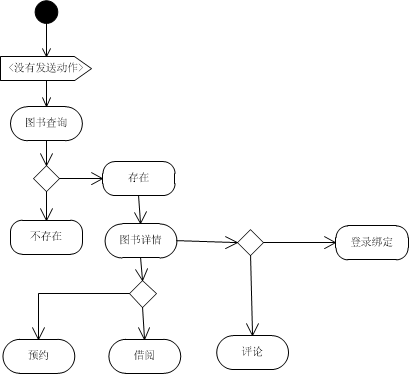 <没有发送动作>
图书查询
存在
不存在
图书详情
登录绑定
预约
借阅
评论